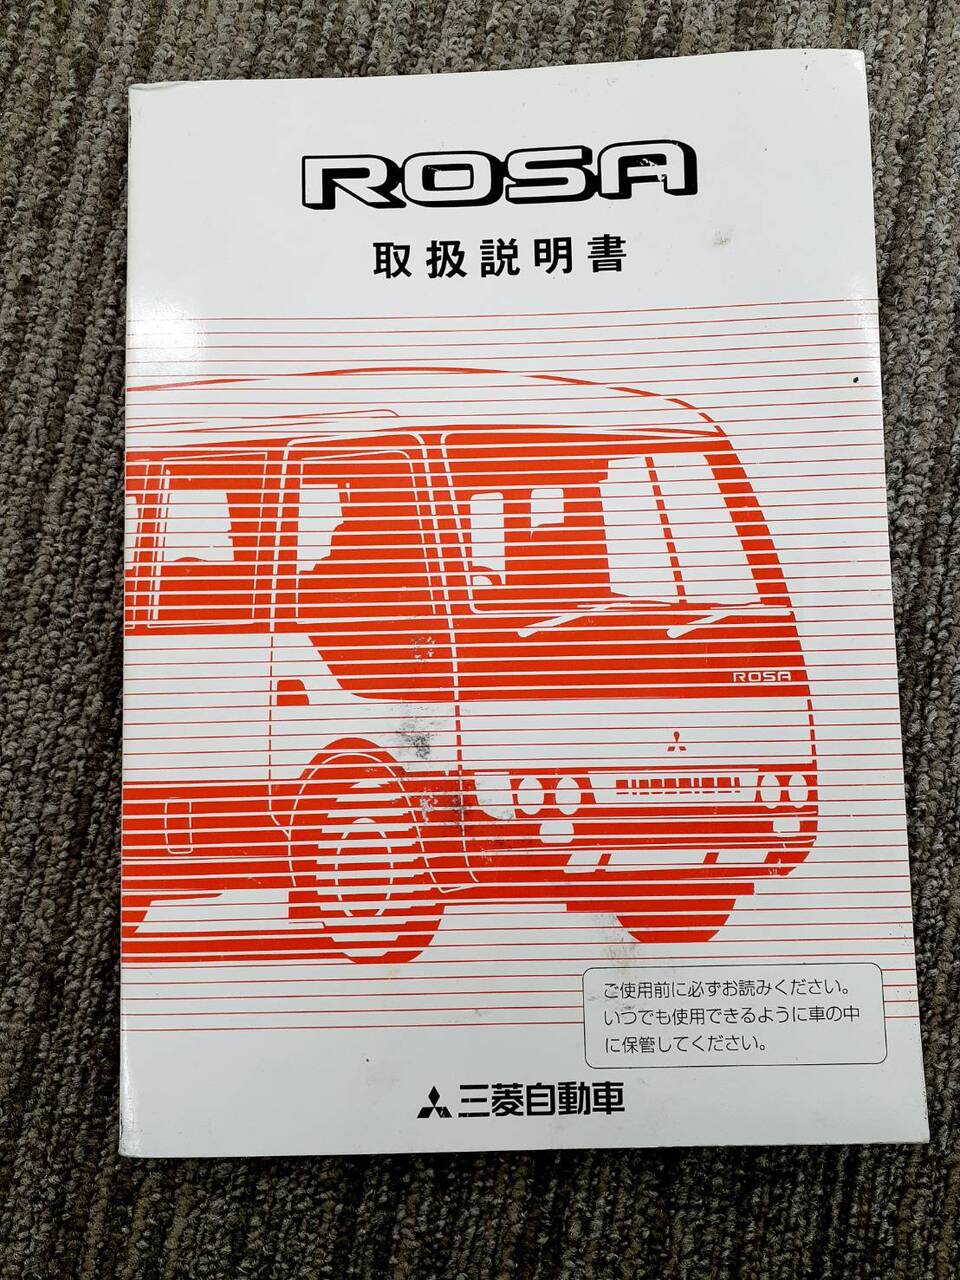 ROSA
取扱説明書
ROSA
ご使用前に必ずお読みください。
いつでも使用できるように車の中
に保管してください。
三菱自動車